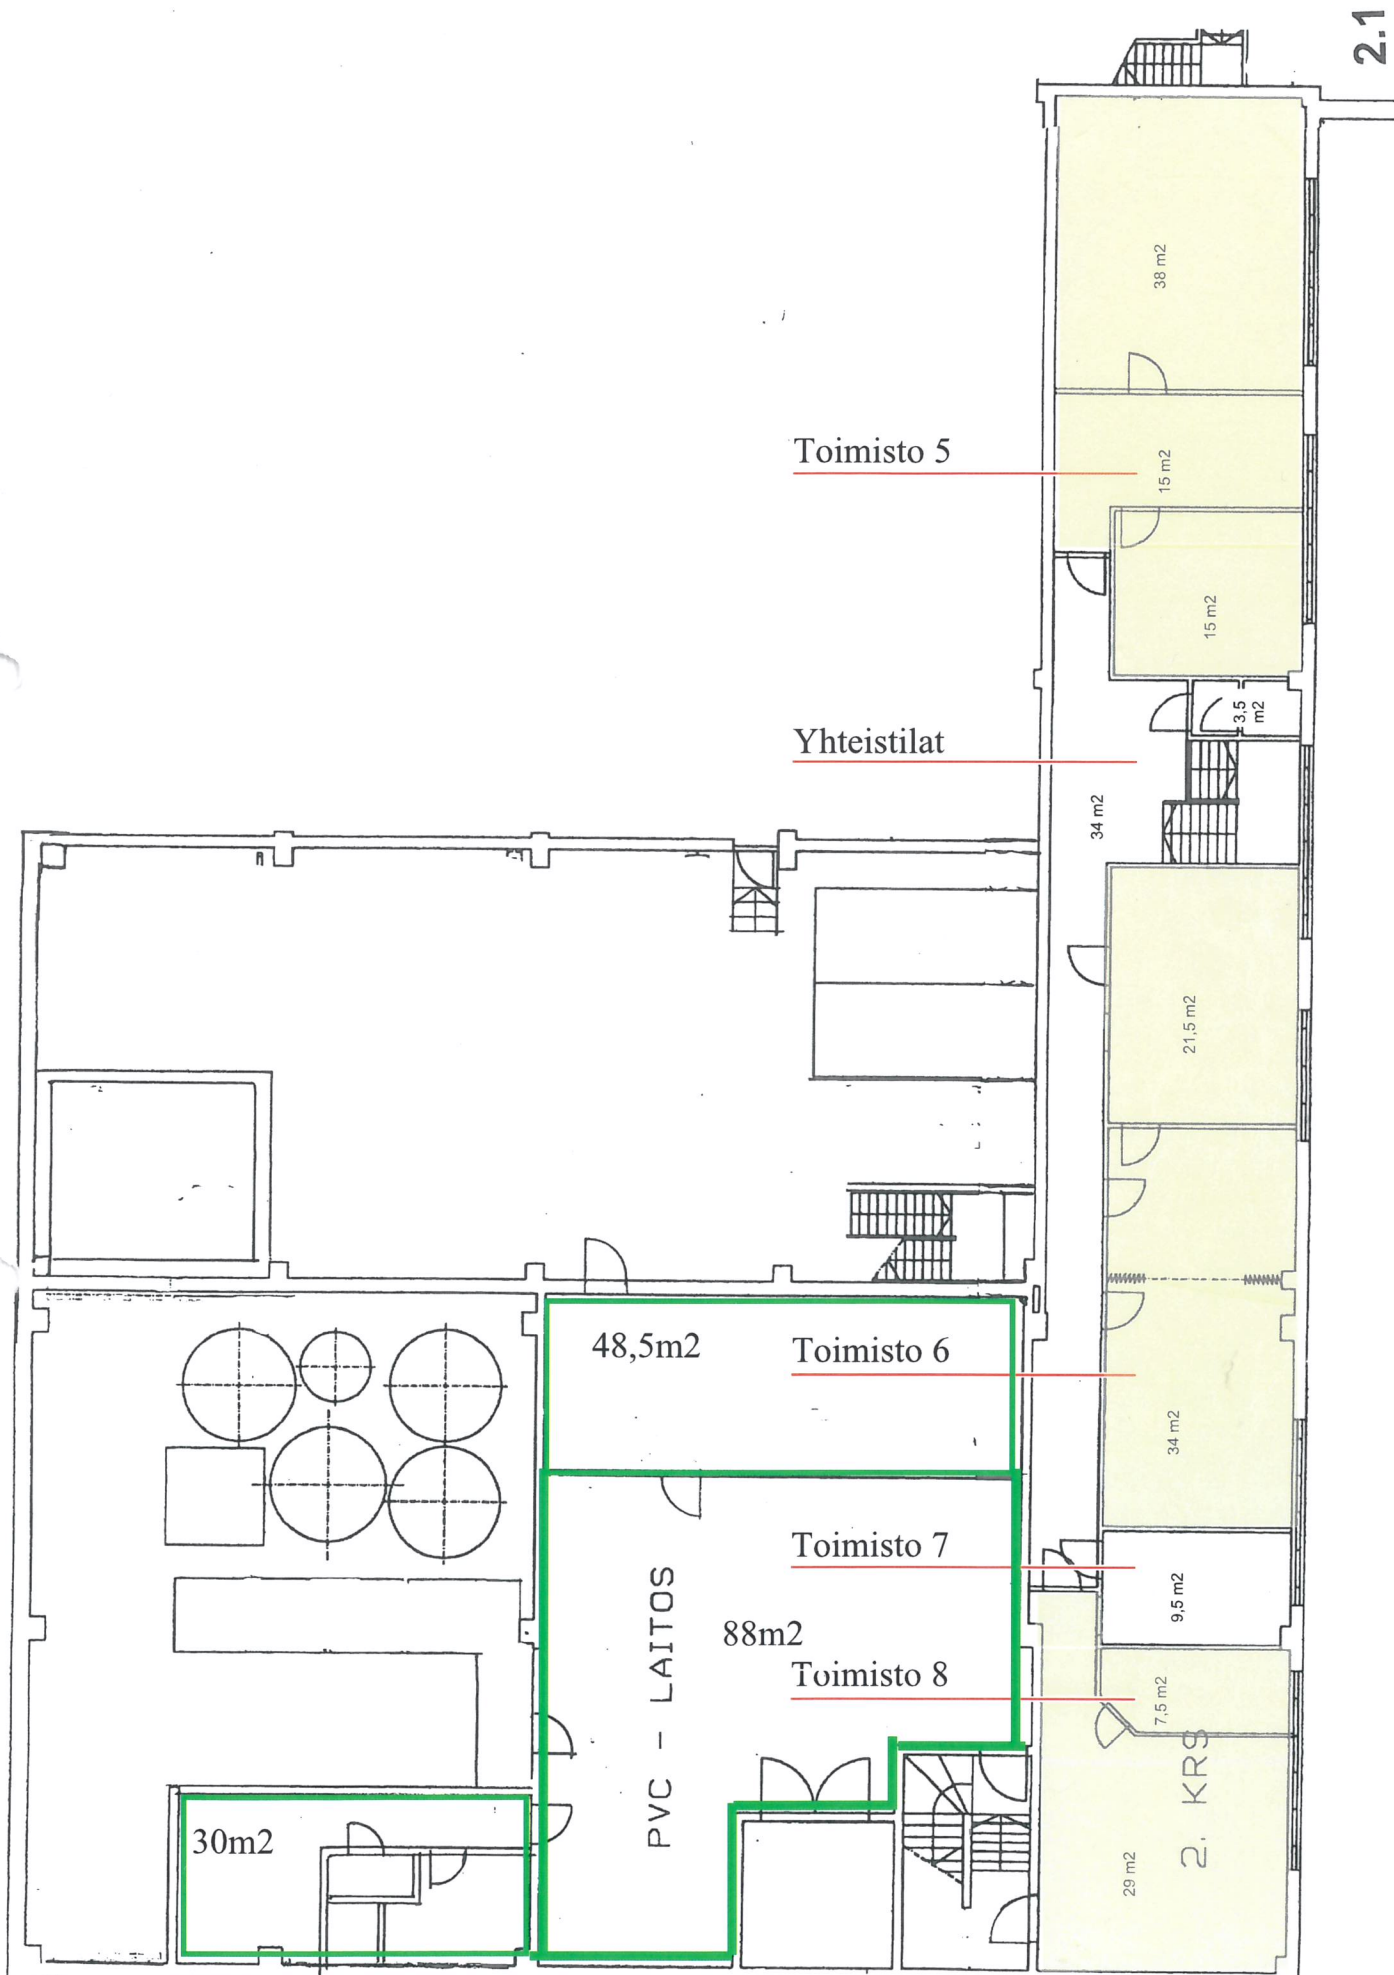 2.1
38 m2
Toimisto 5
15 m2
15 m2
3,5
m2
Yhteistilat
34 m2
21,5 m2
48,5m2
Toimisto 6
34 m2
Toimisto 7
9,5 m2
PVC - LAITOS
88m2
Toimisto 8
7,5 m2
2. KRS
30m2
29 m2